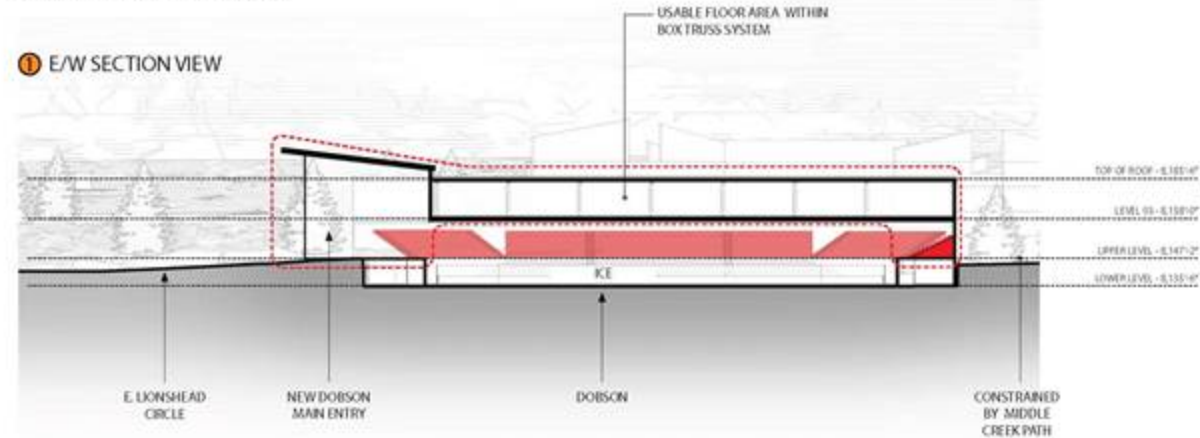 USABLE FLOOR AREA WITHIN
BOX TRUSS SYSTEM
1 E/W SECTION VIEW
TOP OF ROOF - 8,165'-6"
LEVEL 03 - 8,158'-0"
UPPER LEVEL - 8,147'-2"
LOWER LEVEL - 8,135'-6"
ICE
E. LIONSHEAD
CIRCLE
NEW DOBSON
MAIN ENTRY
DOBSON
CONSTRAINED
BY MIDDLE
CREEK PATH